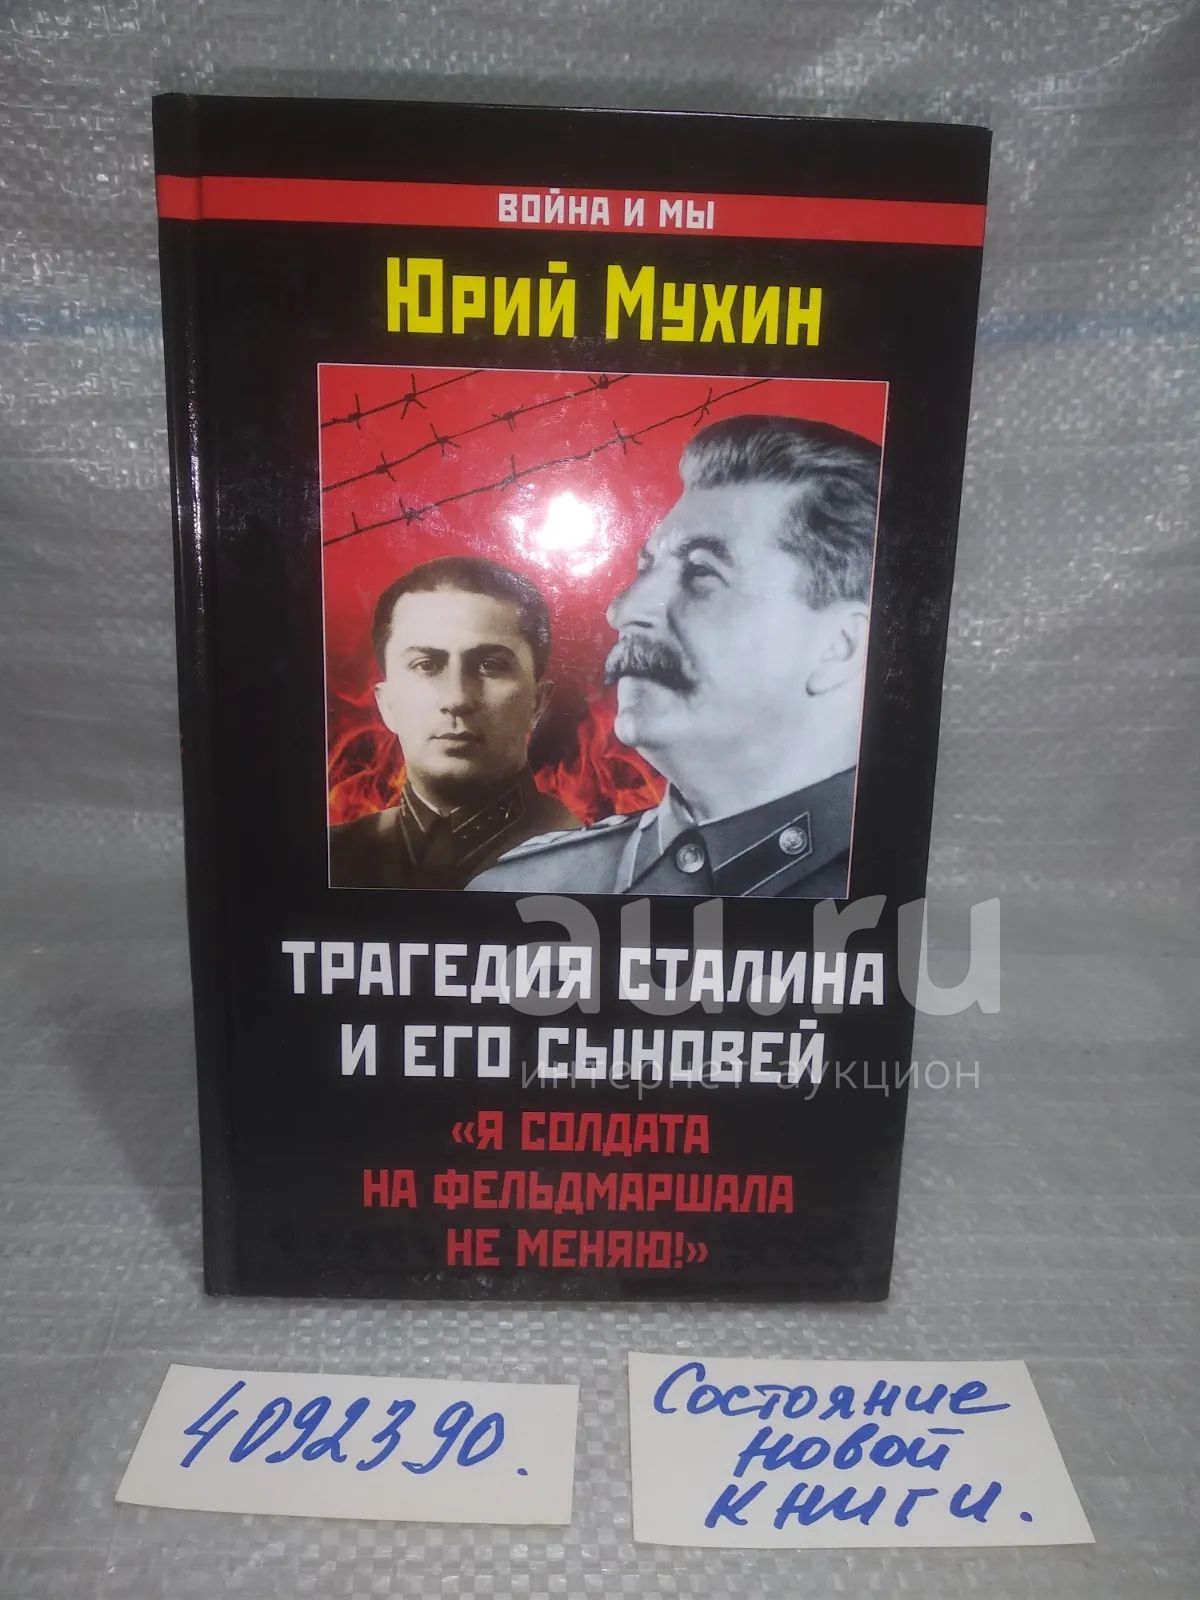 ВОЙНА И МЫ
ЮРИЙ МУХИН
ТРАГЕДИЯ СТАЛИНА
И ЕГО СЫНОВЕЙ
«Я СОЛДАТА
НА ФЕЛЬДМАРШАЛА
НЕ МЕНЯЮ!»
au.ru
интернет-аукцион
4092390.
Состояние
новой
книги.